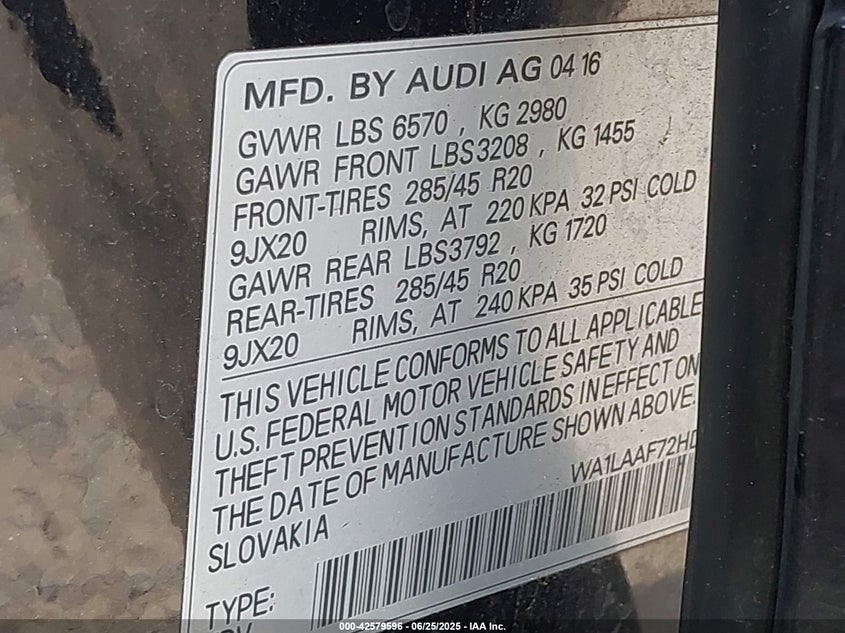 MFD. BY AUDI AG 04 16
GVWR LBS 6570 , KG 2980
GAWR FRONT LBS3208 , KG 1455
FRONT-TIRES 285/45 R20
9JX20 RIMS, AT 220 KPA 32 PSI COLD
GAWR REAR LBS3792 , KG 1720
REAR-TIRES 285/45 R20
9JX20 RIMS, AT 240 KPA 35 PSI COLD
THIS VEHICLE CONFORMS TO ALL APPLICABLE
U.S. FEDERAL MOTOR VEHICLE SAFETY AND
THEFT PREVENTION STANDARDS IN EFFECT ON
THE DATE OF MANUFACTURE SHOWN ABOVE.
WA1LAAF72HD
SLOVAKIA
TYPE:
000-42579596 - 06/25/2025 - IAA Inc.